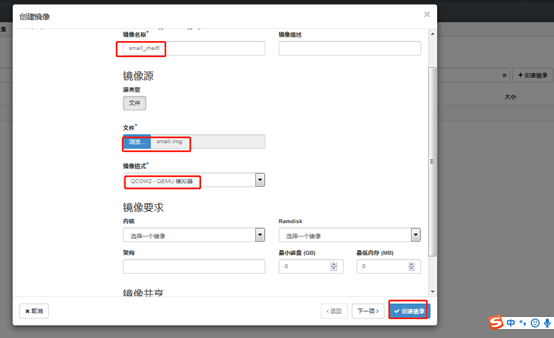 创建镜像
×
镜像名称*
镜像描述
small_rhel6
× + 创建镜像
镜像源
源类型
文件
大小
文件*
浏览... small.img
镜像格式*
QCOW2 - QEMU 模拟器
镜像要求
内核
Ramdisk
选择一个镜像
选择一个镜像
架构
最小磁盘 (GB)
最低内存 (MB)
0
0
镜像共享
× 取消
‹ 返回
下一项 ›
✔ 创建镜像
S 中